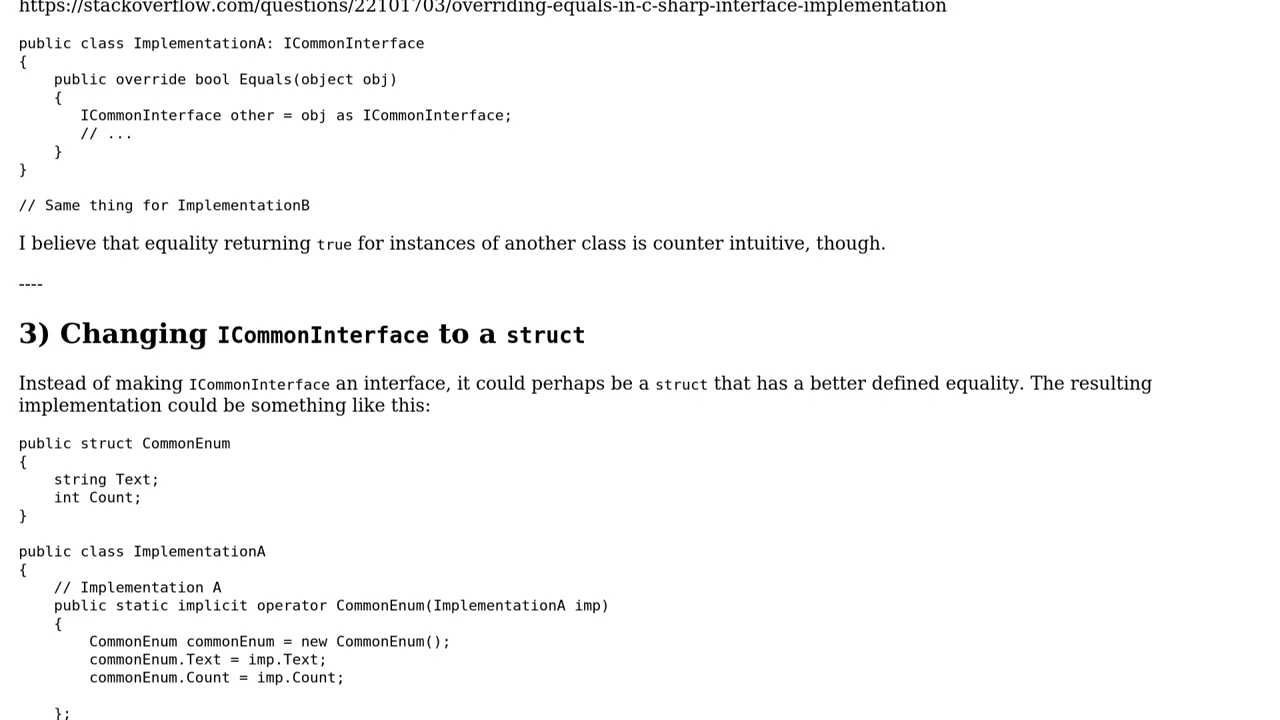 https://stackoverflow.com/questions/22101703/overriding-equals-in-c-sharp-interface-implementation
public class ImplementationA: ICommonInterface
{
    public override bool Equals(object obj)
    {
       ICommonInterface other = obj as ICommonInterface;
       // ...
    }
}
// Same thing for ImplementationB
I believe that equality returning true for instances of another class is counter intuitive, though.
----
3) Changing ICommonInterface to a struct
Instead of making ICommonInterface an interface, it could perhaps be a struct that has a better defined equality. The resulting
implementation could be something like this:
public struct CommonEnum
{
    string Text;
    int Count;
}
public class ImplementationA
{
    // Implementation A
    public static implicit operator CommonEnum(ImplementationA imp)
    {
        CommonEnum commonEnum = new CommonEnum();
        commonEnum.Text = imp.Text;
        commonEnum.Count = imp.Count;
    };